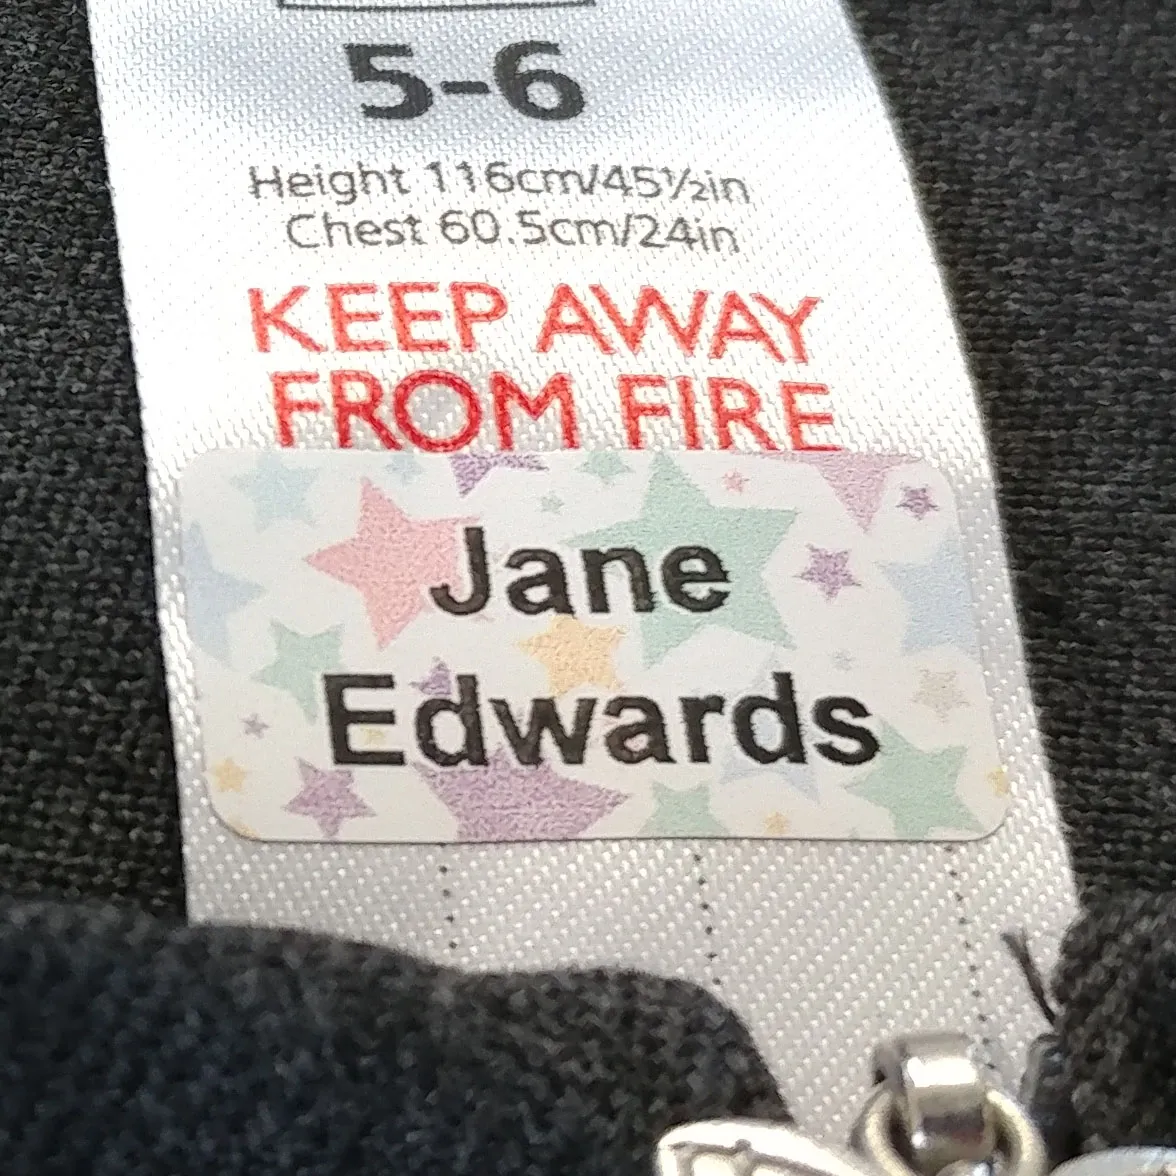 5-6
Height 116cm/45½in
Chest 60.5cm/24in
KEEP AWAY
FROM FIRE
Jane
Edwards